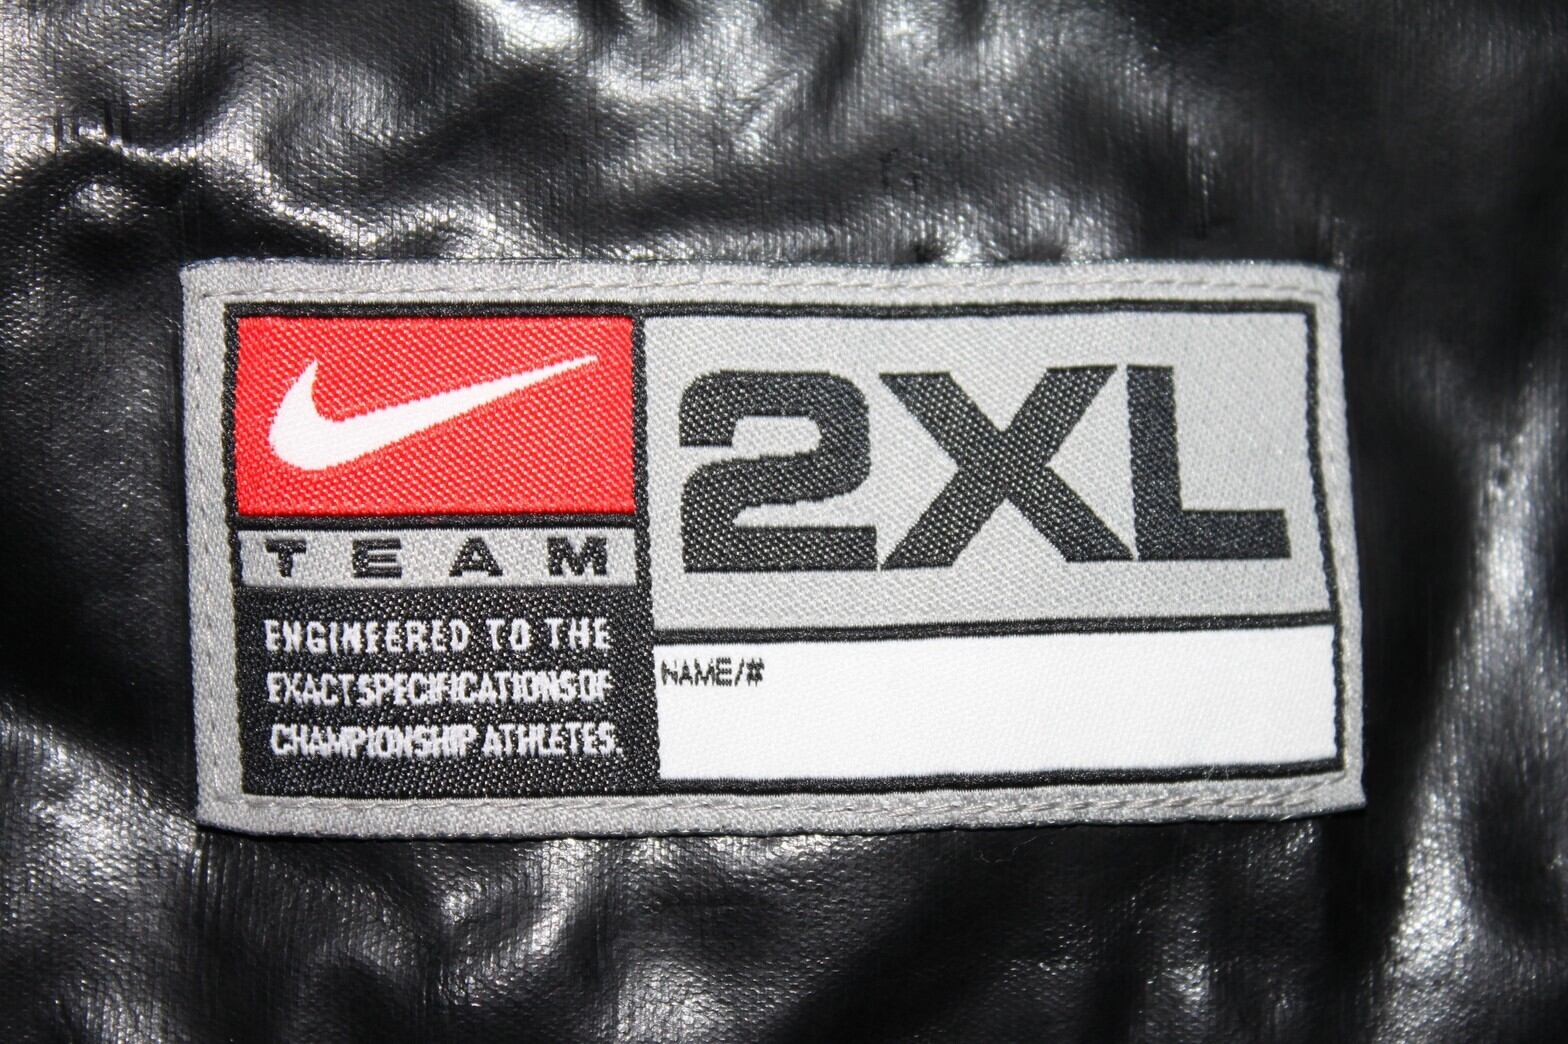 TEAM
ENGINEERED TO THE
EXACT SPECIFICATIONS OF
CHAMPIONSHIP ATHLETES.
2XL
NAME/#